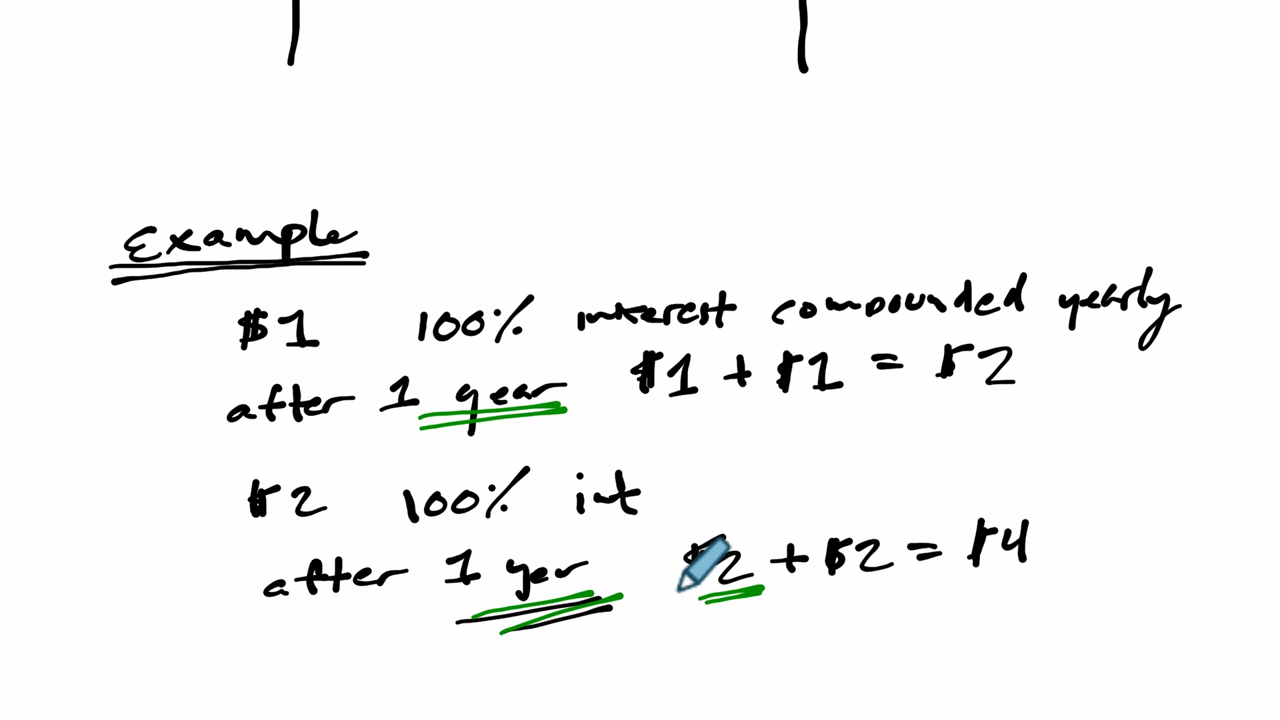 Example
$1 100% interest compounded yearly
after 1 year $1 + $1 = $2
$2 100% int
after 1 yer $2 + $2 = $4